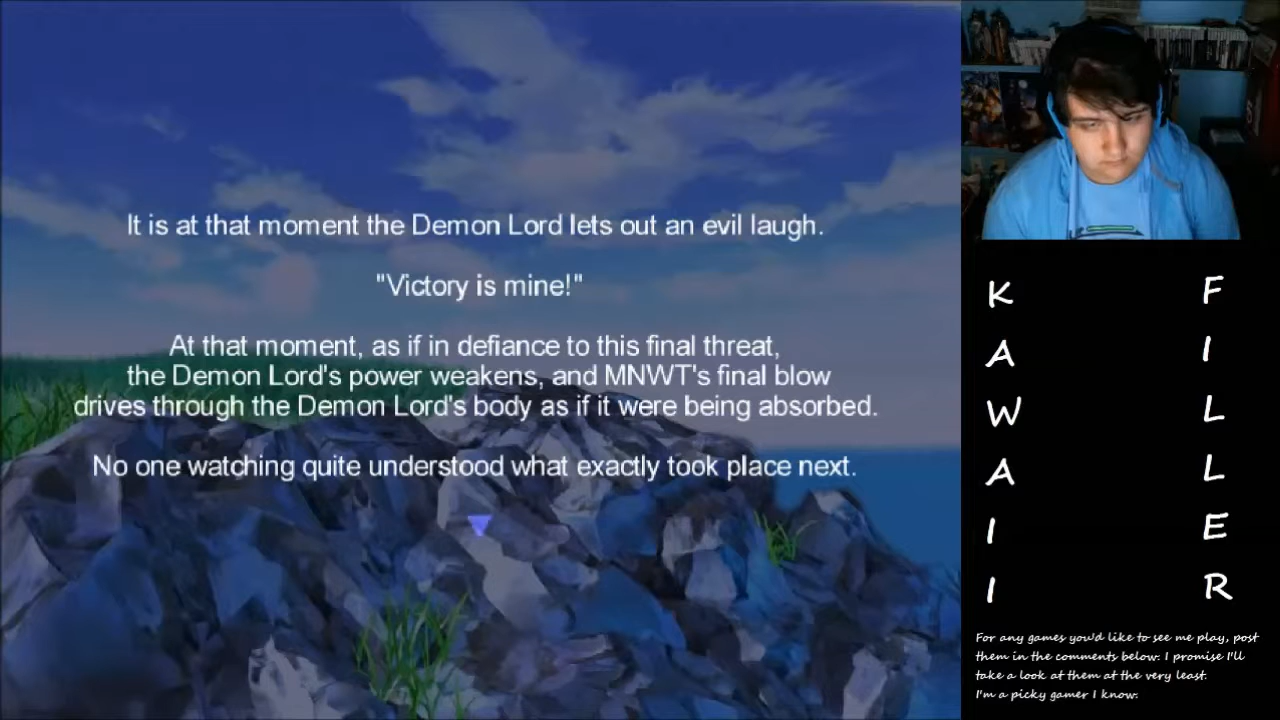 It is at that moment the Demon Lord lets out an evil laugh.
"Victory is mine!"
At that moment, as if in defiance to this final threat,
the Demon Lord's power weakens, and MNWT's final blow
drives through the Demon Lord's body as if it were being absorbed.
No one watching quite understood what exactly took place next.
K
A
W
A
I
I
F
I
L
L
E
R
For any games you'd like to see me play, post
them in the comments below. I promise I'll
take a look at them at the very least.
I'm a picky gamer I know.